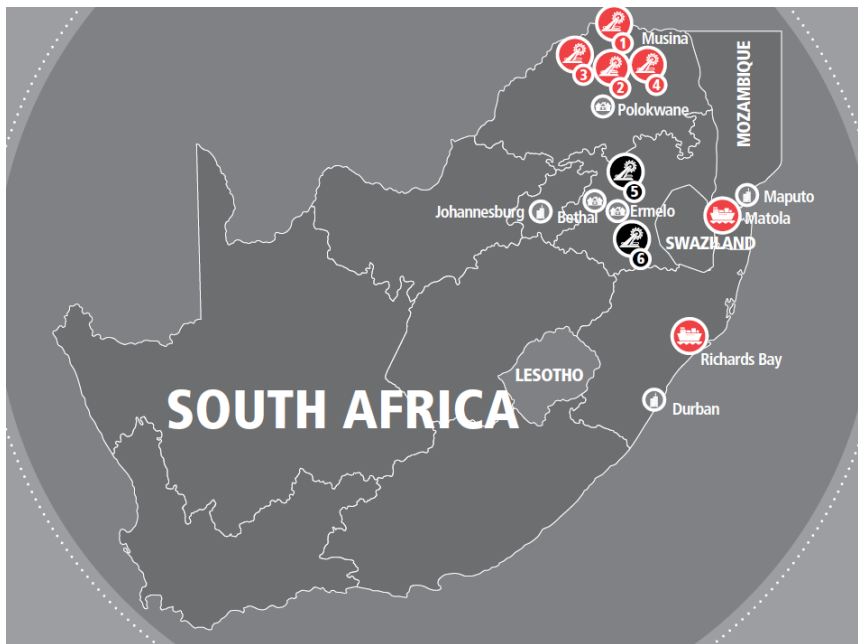 1
Musina
3
2
4
Polokwane
MOZAMBIQUE
5
Maputo
Johannesburg
Bethal
Ermelo
Matola
SWAZILAND
6
Richards Bay
LESOTHO
SOUTH AFRICA
Durban